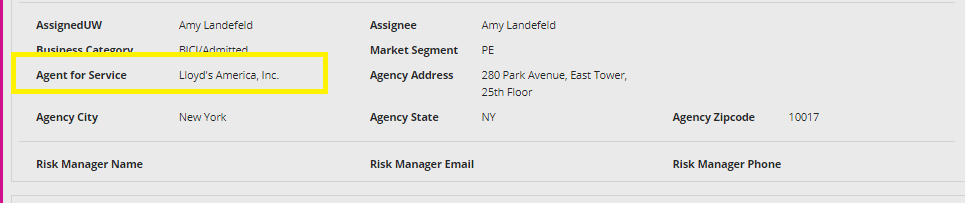 AssignedUW Amy Landefeld Assignee Amy Landefeld
Business Category BICI/Admitted Market Segment PE
Agent for Service Lloyd's America, Inc. Agency Address 280 Park Avenue, East Tower,
25th Floor
Agency City New York Agency State NY Agency Zipcode 10017
Risk Manager Name Risk Manager Email Risk Manager Phone